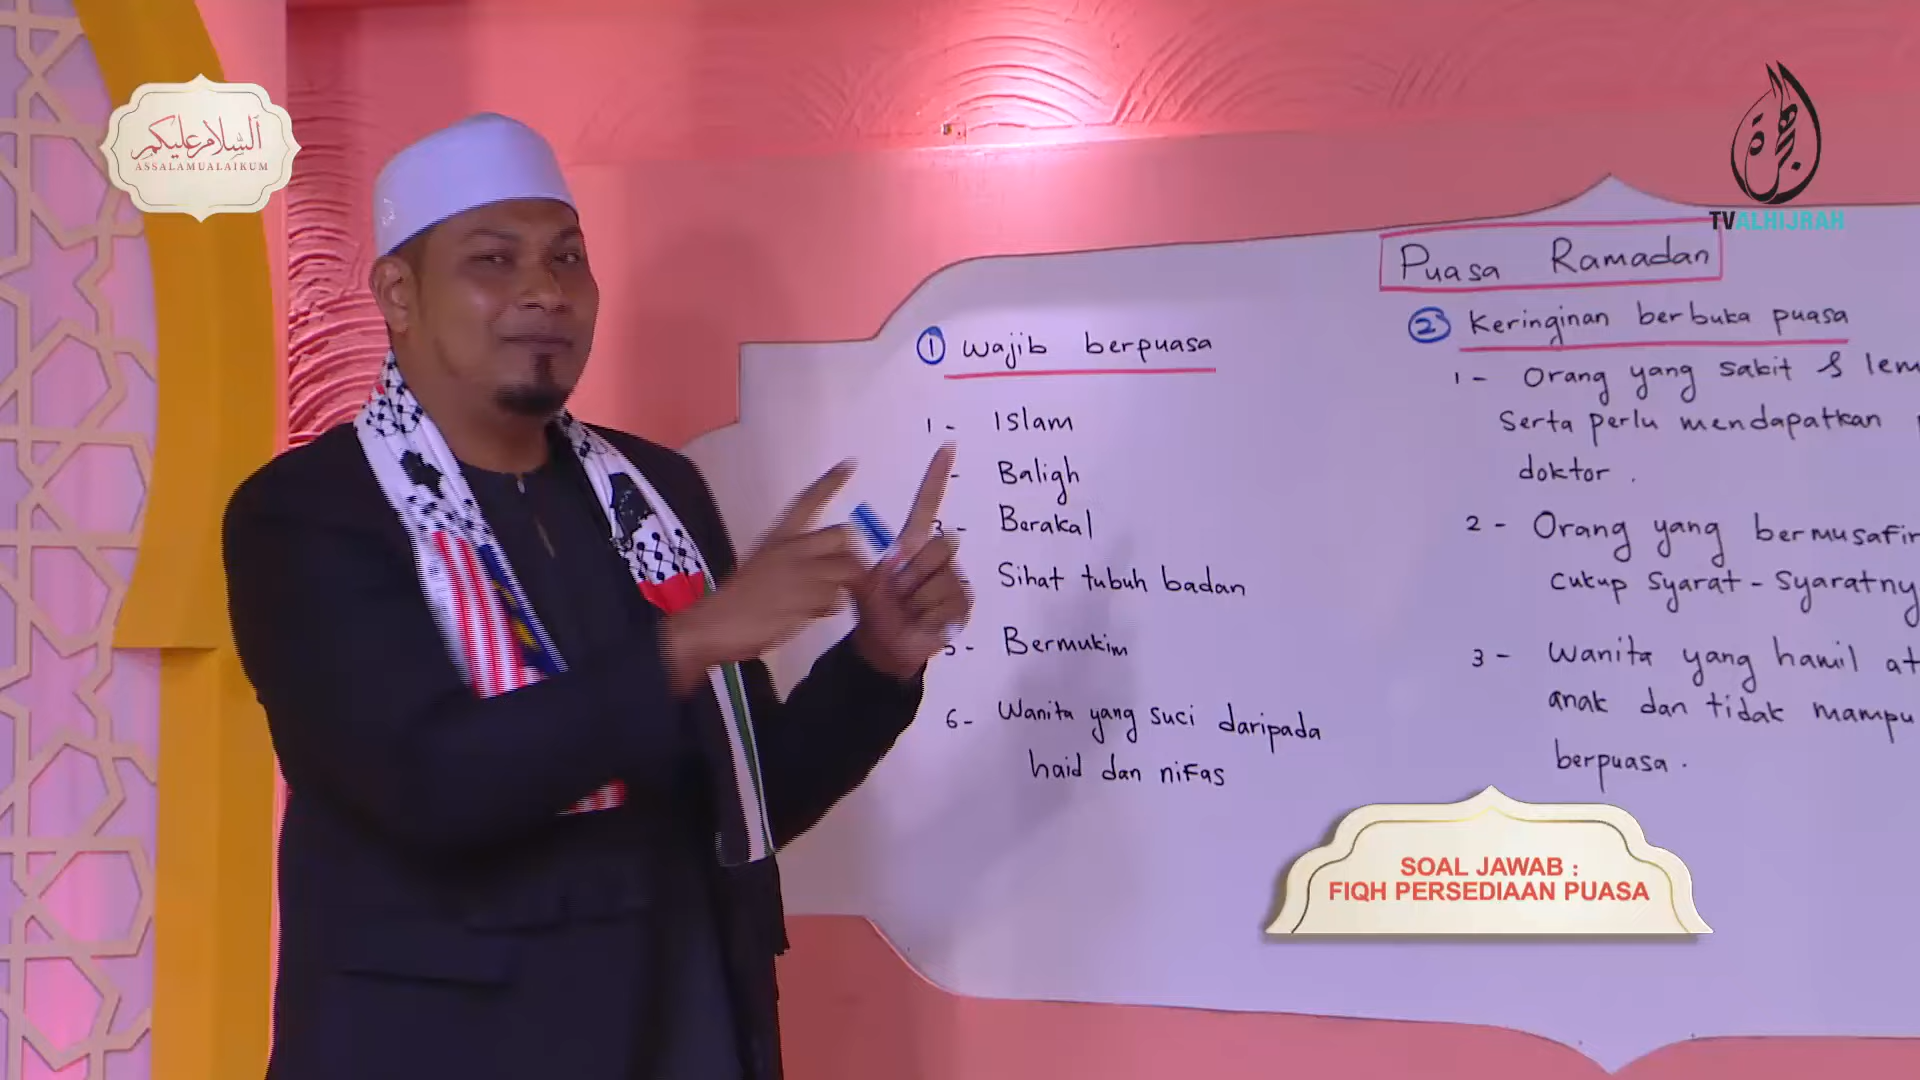 السلام عليكم
ASSALAMUALAIKUM
هجرة
TVALHIJRAH
Puasa Ramadan
1 Wajib berpuasa
1 - Islam
- Baligh
3 - Berakal
Sihat tubuh badan
5 - Bermukim
6 - Wanita yang suci daripada
haid dan nifas
2 Keringinan berbuka puasa
1 - Orang yang sakit & lem
Serta perlu mendapatkan
doktor .
2 - Orang yang bermusafir
cukup syarat - syaratny
3 - Wanita yang hamil at
anak dan tidak mampu
berpuasa .
SOAL JAWAB :
FIQH PERSEDIAAN PUASA